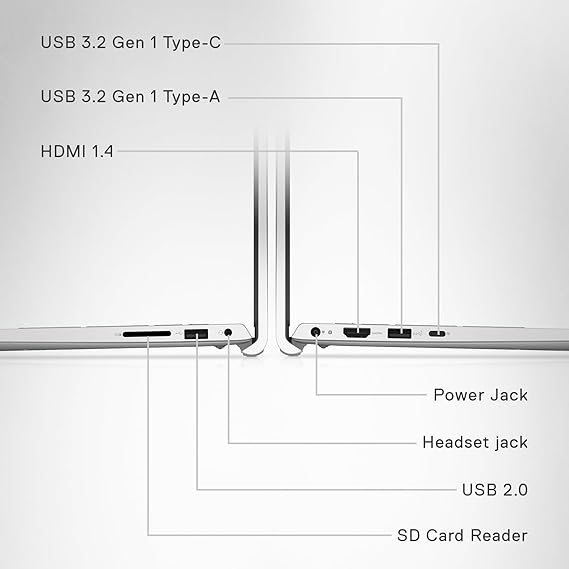 USB 3.2 Gen 1 Type-C
USB 3.2 Gen 1 Type-A
HDMI 1.4
Power Jack
Headset jack
USB 2.0
SD Card Reader